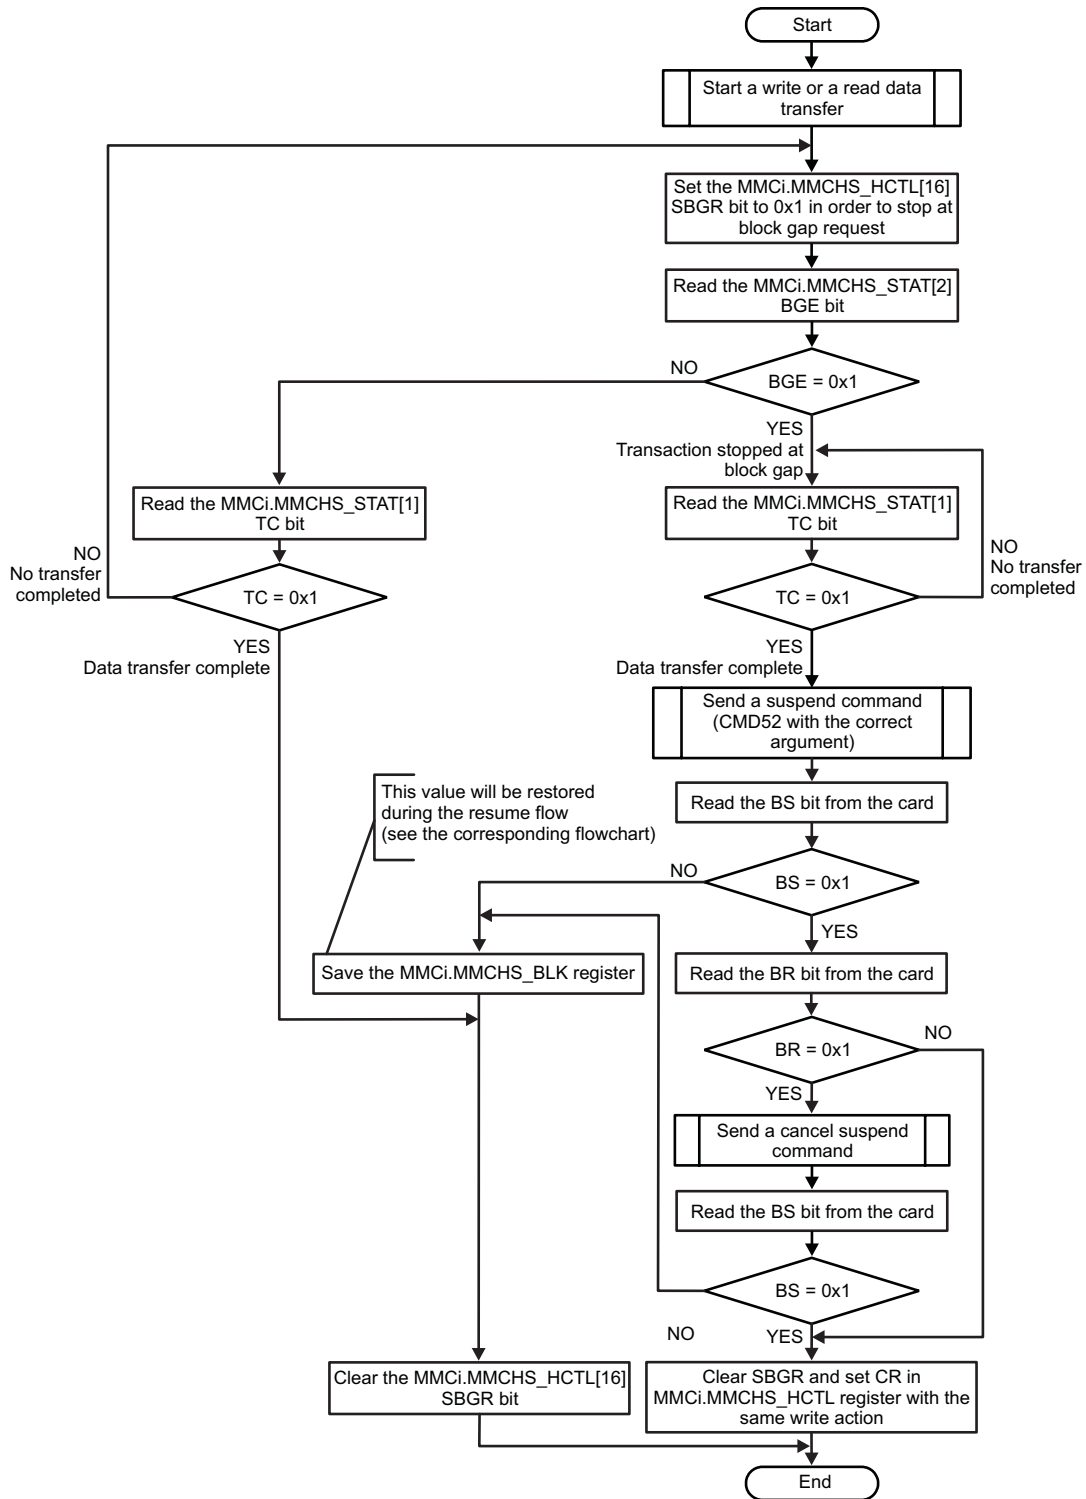 Start
Start a write or a read data
transfer
Set the MMCi.MMCHS_HCTL[16]
SBGR bit to 0x1 in order to stop at
block gap request
Read the MMCi.MMCHS_STAT[2]
BGE bit
NO
BGE = 0x1
YES
Transaction stopped at
block gap
Read the MMCi.MMCHS_STAT[1]
TC bit
Read the MMCi.MMCHS_STAT[1]
TC bit
NO
No transfer
completed
TC = 0x1
TC = 0x1
NO
No transfer
completed
YES
Data transfer complete
YES
Data transfer complete
Send a suspend command
(CMD52 with the correct
argument)
This value will be restored
during the resume flow
(see the corresponding flowchart)
Read the BS bit from the card
NO
BS = 0x1
YES
Save the MMCi.MMCHS_BLK register
Read the BR bit from the card
BR = 0x1
NO
YES
Send a cancel suspend
command
Read the BS bit from the card
BS = 0x1
NO
YES
Clear the MMCi.MMCHS_HCTL[16]
SBGR bit
Clear SBGR and set CR in
MMCi.MMCHS_HCTL register with the
same write action
End